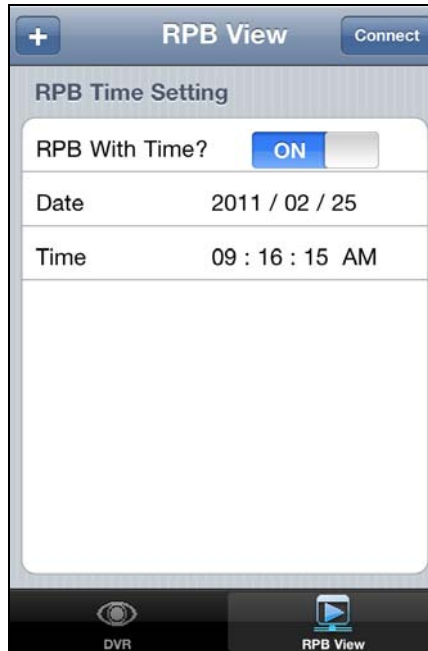 + RPB View Connect
RPB Time Setting
RPB With Time? ON
Date 2011 / 02 / 25
Time 09 : 16 : 15 AM
DVR RPB View